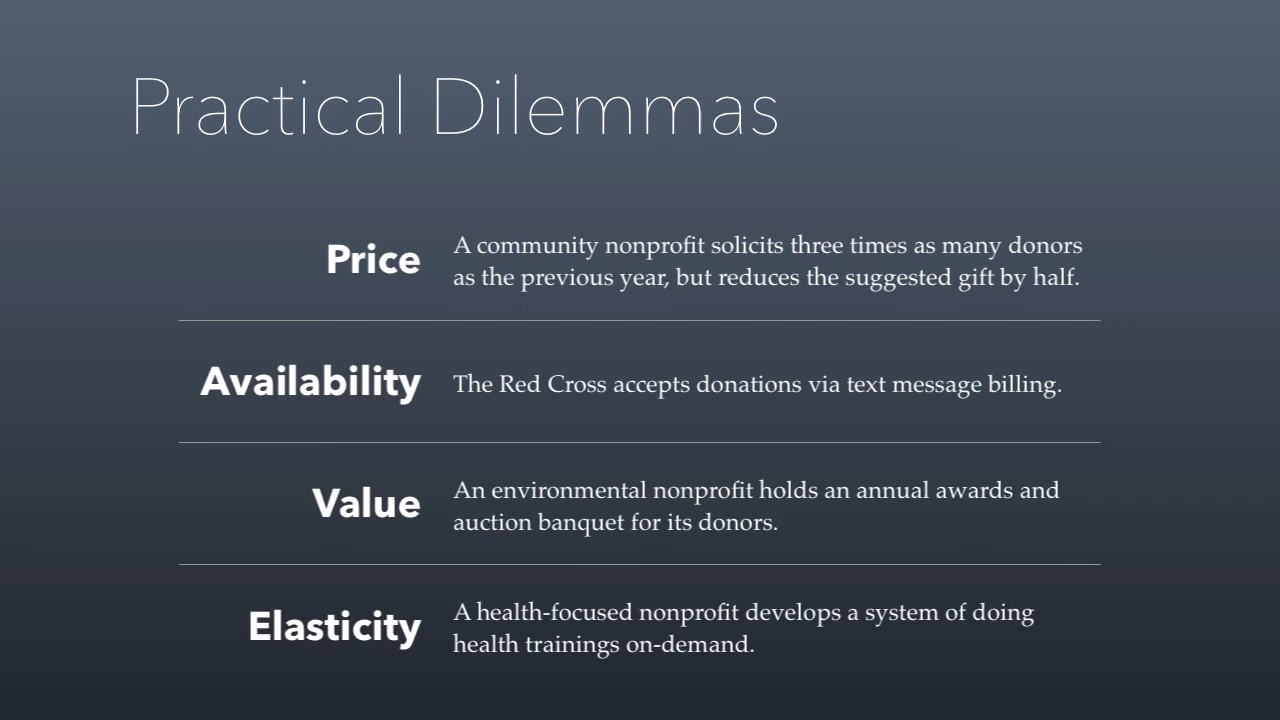 Practical Dilemmas
Price
A community nonprofit solicits three times as many donors
as the previous year, but reduces the suggested gift by half.
Availability
The Red Cross accepts donations via text message billing.
Value
An environmental nonprofit holds an annual awards and
auction banquet for its donors.
Elasticity
A health-focused nonprofit develops a system of doing
health trainings on-demand.